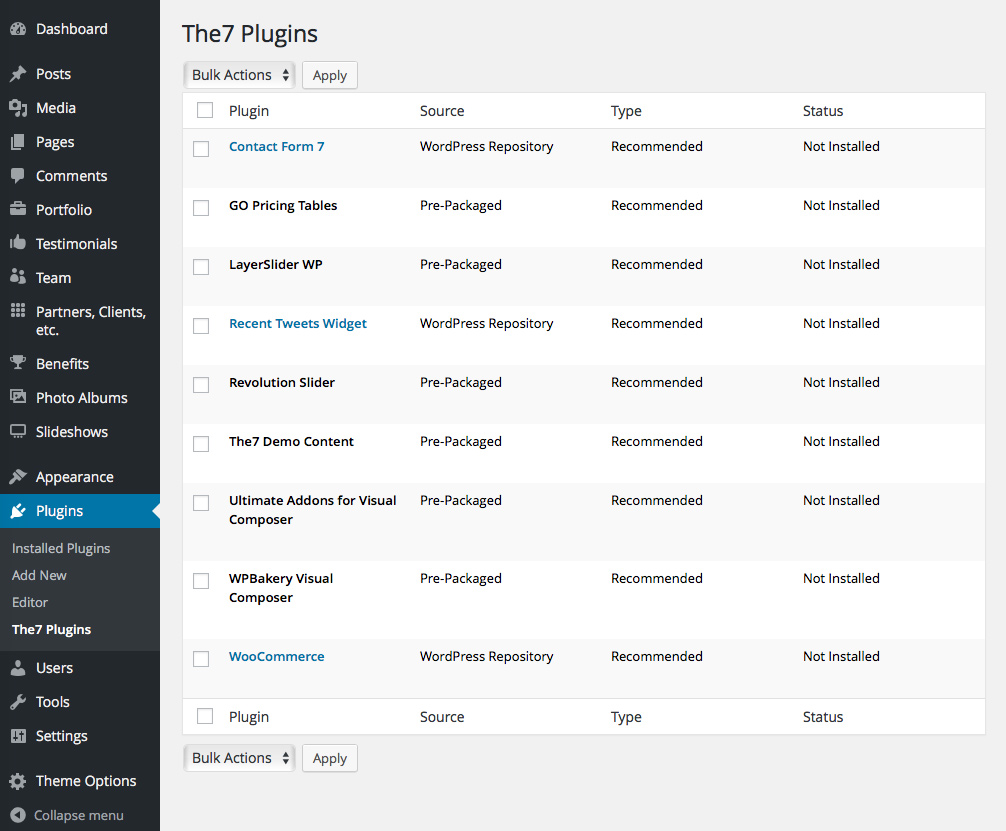 Dashboard
Posts
Media
Pages
Comments
Portfolio
Testimonials
Team
Partners, Clients,
etc.
Benefits
Photo Albums
Slideshows
Appearance
Plugins
Installed Plugins
Add New
Editor
The7 Plugins
Users
Tools
Settings
Theme Options
Collapse menu
The7 Plugins
Bulk Actions Apply
Plugin Source Type Status
Contact Form 7 WordPress Repository Recommended Not Installed
GO Pricing Tables Pre-Packaged Recommended Not Installed
LayerSlider WP Pre-Packaged Recommended Not Installed
Recent Tweets Widget WordPress Repository Recommended Not Installed
Revolution Slider Pre-Packaged Recommended Not Installed
The7 Demo Content Pre-Packaged Recommended Not Installed
Ultimate Addons for Visual Pre-Packaged Recommended Not Installed
Composer
WPBakery Visual Pre-Packaged Recommended Not Installed
Composer
WooCommerce WordPress Repository Recommended Not Installed
Plugin Source Type Status
Bulk Actions Apply